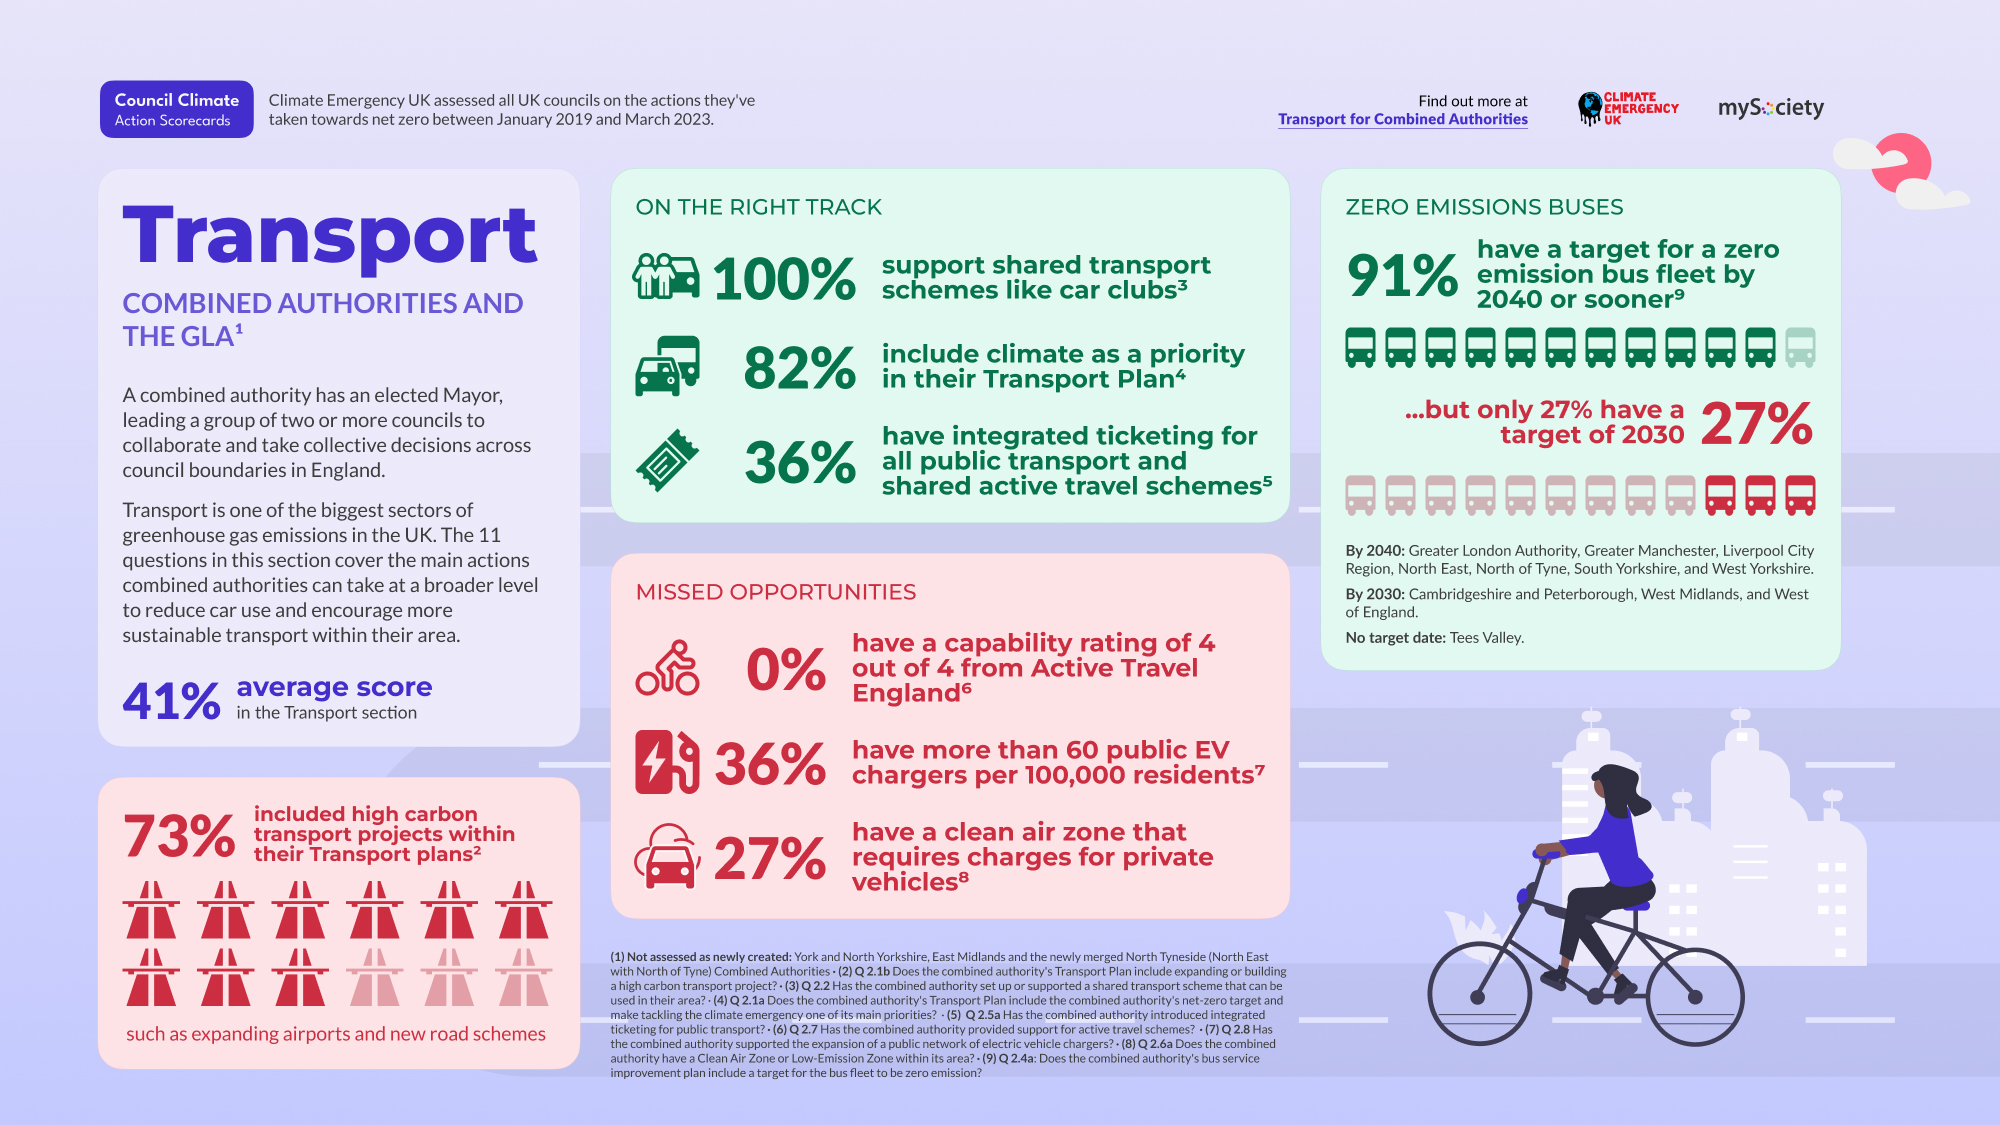 Council Climate
Action Scorecards
Climate Emergency UK assessed all UK councils on the actions they've
taken towards net zero between January 2019 and March 2023.
Find out more at
Transport for Combined Authorities
CLIMATE
EMERGENCY
UK
mySociety
Transport
COMBINED AUTHORITIES AND
THE GLA¹
A combined authority has an elected Mayor,
leading a group of two or more councils to
collaborate and take collective decisions across
council boundaries in England.
Transport is one of the biggest sectors of
greenhouse gas emissions in the UK. The 11
questions in this section cover the main actions
combined authorities can take at a broader level
to reduce car use and encourage more
sustainable transport within their area.
41%
average score
in the Transport section
73%
included high carbon
transport projects within
their Transport plans²
such as expanding airports and new road schemes
ON THE RIGHT TRACK
100%
support shared transport
schemes like car clubs³
82%
include climate as a priority
in their Transport Plan⁴
36%
have integrated ticketing for
all public transport and
shared active travel schemes⁵
MISSED OPPORTUNITIES
0%
have a capability rating of 4
out of 4 from Active Travel
England⁶
36%
have more than 60 public EV
chargers per 100,000 residents⁷
27%
have a clean air zone that
requires charges for private
vehicles⁸
(1) Not assessed as newly created: York and North Yorkshire, East Midlands and the newly merged North Tyneside (North East
with North of Tyne) Combined Authorities · (2) Q 2.1b Does the combined authority's Transport Plan include expanding or building
a high carbon transport project? · (3) Q 2.2 Has the combined authority set up or supported a shared transport scheme that can be
used in their area? · (4) Q 2.1a Does the combined authority's Transport Plan include the combined authority's net-zero target and
make tackling the climate emergency one of its main priorities? · (5) Q 2.5a Has the combined authority introduced integrated
ticketing for public transport? · (6) Q 2.7 Has the combined authority provided support for active travel schemes? · (7) Q 2.8 Has
the combined authority supported the expansion of a public network of electric vehicle chargers? · (8) Q 2.6a Does the combined
authority have a Clean Air Zone or Low-Emission Zone within its area? · (9) Q 2.4a: Does the combined authority's bus service
improvement plan include a target for the bus fleet to be zero emission?
ZERO EMISSIONS BUSES
91%
have a target for a zero
emission bus fleet by
2040 or sooner⁹
...but only 27% have a
target of 2030
27%
By 2040: Greater London Authority, Greater Manchester, Liverpool City
Region, North East, North of Tyne, South Yorkshire, and West Yorkshire.
By 2030: Cambridgeshire and Peterborough, West Midlands, and West
of England.
No target date: Tees Valley.